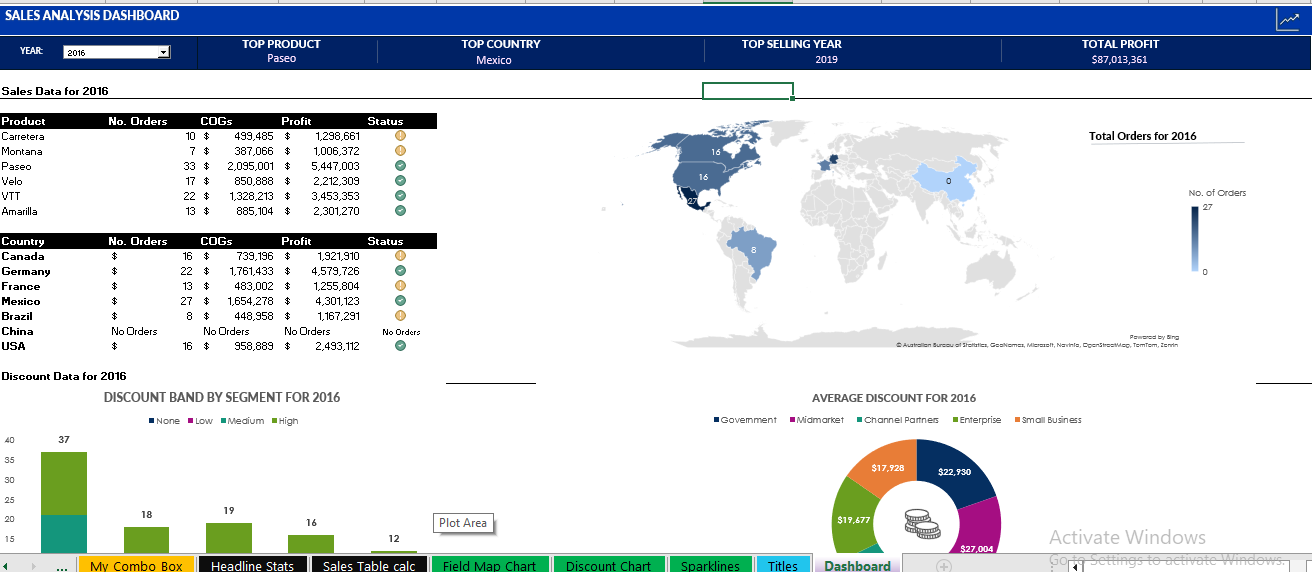 SALES ANALYSIS DASHBOARD
YEAR: 2016
TOP PRODUCT
Paseo
TOP COUNTRY
Mexico
TOP SELLING YEAR
2019
TOTAL PROFIT
$87,013,361
Sales Data for 2016
Product No. Orders COGs Profit Status
Carretera 10 $ 499,485 $ 1,298,661
Montana 7 $ 387,066 $ 1,006,372
Paseo 33 $ 2,095,001 $ 5,447,003
Velo 17 $ 850,888 $ 2,212,309
VTT 22 $ 1,328,213 $ 3,453,353
Amarilla 13 $ 885,104 $ 2,301,270
Country No. Orders COGs Profit Status
Canada $ 16 $ 739,196 $ 1,921,910
Germany $ 22 $ 1,761,433 $ 4,579,726
France $ 13 $ 483,002 $ 1,255,804
Mexico $ 27 $ 1,654,278 $ 4,301,123
Brazil $ 8 $ 448,958 $ 1,167,291
China No Orders No Orders No Orders No Orders
USA $ 16 $ 958,889 $ 2,493,112
16
16
27
8
0
Total Orders for 2016
No. of Orders
27
0
Powered by Bing
© Australian Bureau of Statistics, GeoNames, Microsoft, Navinfo, OpenStreetMap, TomTom, Zenrin
Discount Data for 2016
DISCOUNT BAND BY SEGMENT FOR 2016
None Low Medium High
40
35
30
25
20
15
37
18
19
16
12
Plot Area
AVERAGE DISCOUNT FOR 2016
Government Midmarket Channel Partners Enterprise Small Business
$17,928
$22,930
$19,677
$27,004
Activate Windows
Go to Settings to activate Windows.
... My Combo Box Headline Stats Sales Table calc Field Map Chart Discount Chart Sparklines Titles Dashboard